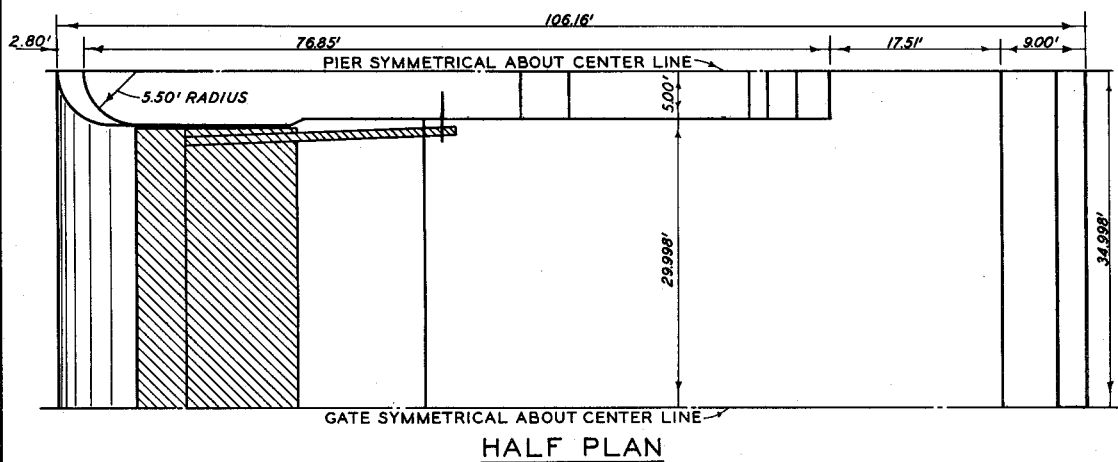 106.16'
2.80'
76.85'
17.51'
9.00'
PIER SYMMETRICAL ABOUT CENTER LINE
5.50' RADIUS
5.00'
29.998'
34.998'
GATE SYMMETRICAL ABOUT CENTER LINE
HALF PLAN